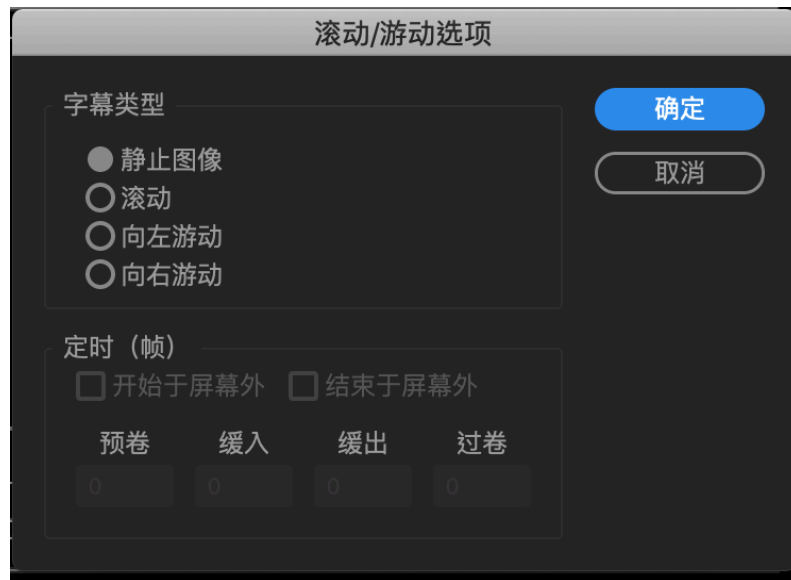 滚动/游动选项
字幕类型
确定
静止图像
取消
滚动
向左游动
向右游动
定时（帧）
开始于屏幕外 结束于屏幕外
预卷 缓入 缓出 过卷
0 0 0 0